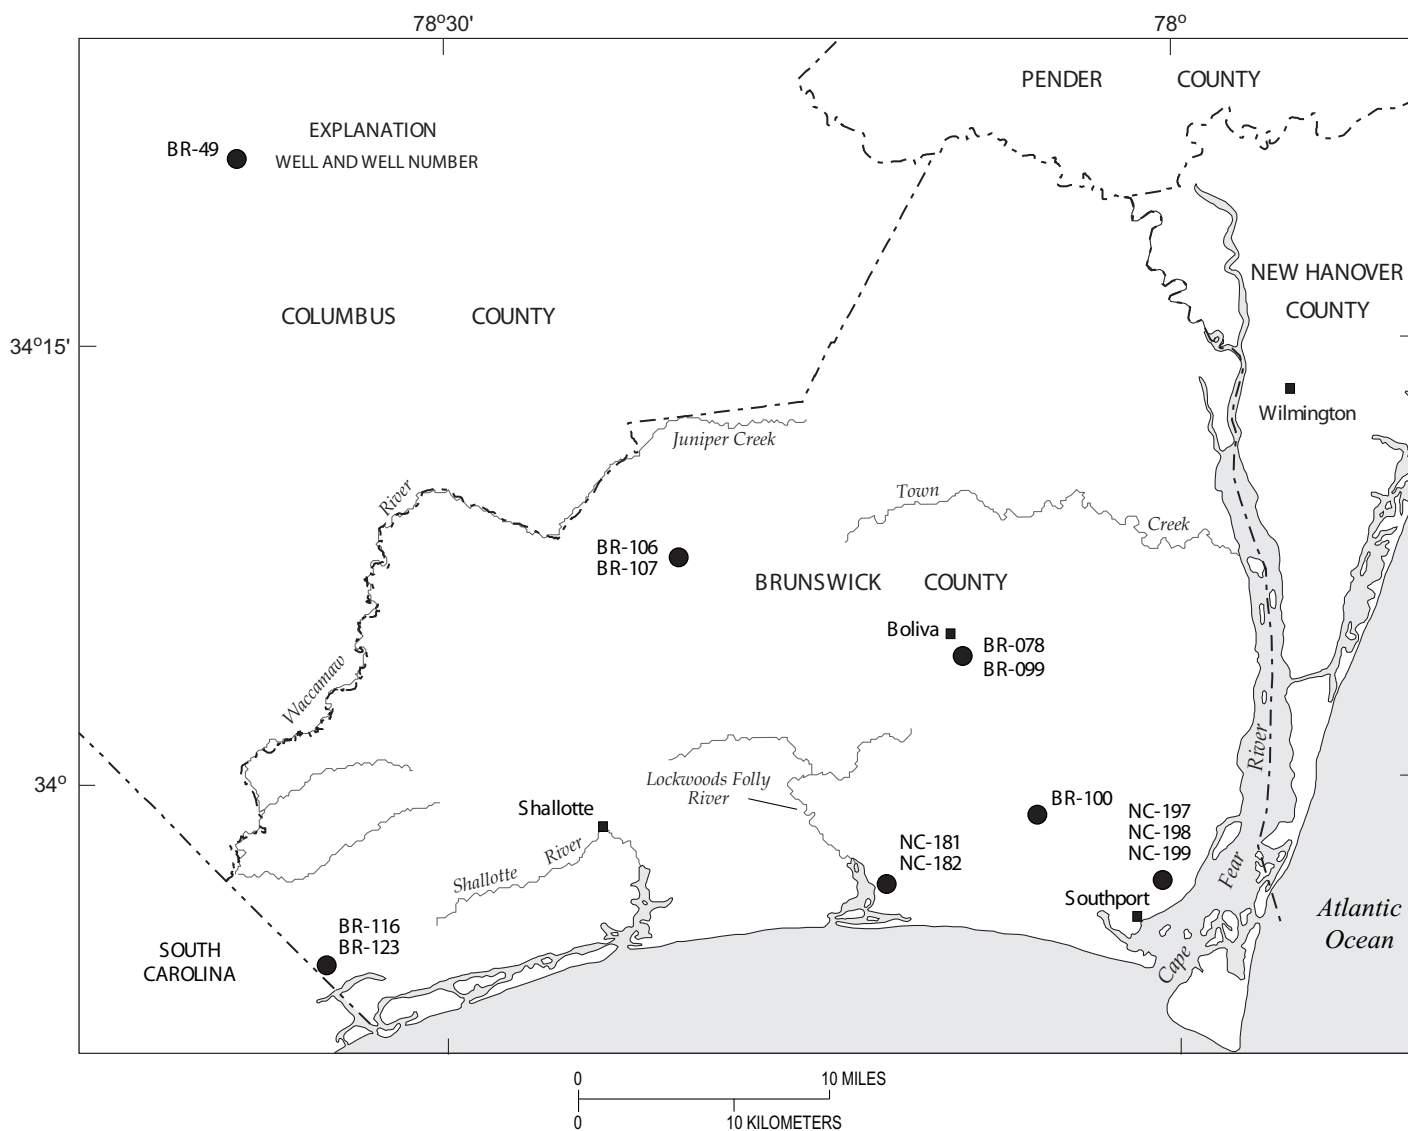 78°30'
78°
PENDER COUNTY
EXPLANATION
BR-49
WELL AND WELL NUMBER
NEW HANOVER
COUNTY
COLUMBUS COUNTY
34°15'
Wilmington
Juniper Creek
River
Town
Creek
BR-106
BR-107
BRUNSWICK COUNTY
Boliva
BR-078
BR-099
Waccamaw
River
34°
Lockwoods Folly
River
Shallotte
BR-100
NC-197
NC-198
NC-199
NC-181
NC-182
Shallotte River
Fear
Southport
Atlantic
Ocean
BR-116
BR-123
SOUTH
CAROLINA
Cape
0 10 MILES
0 10 KILOMETERS